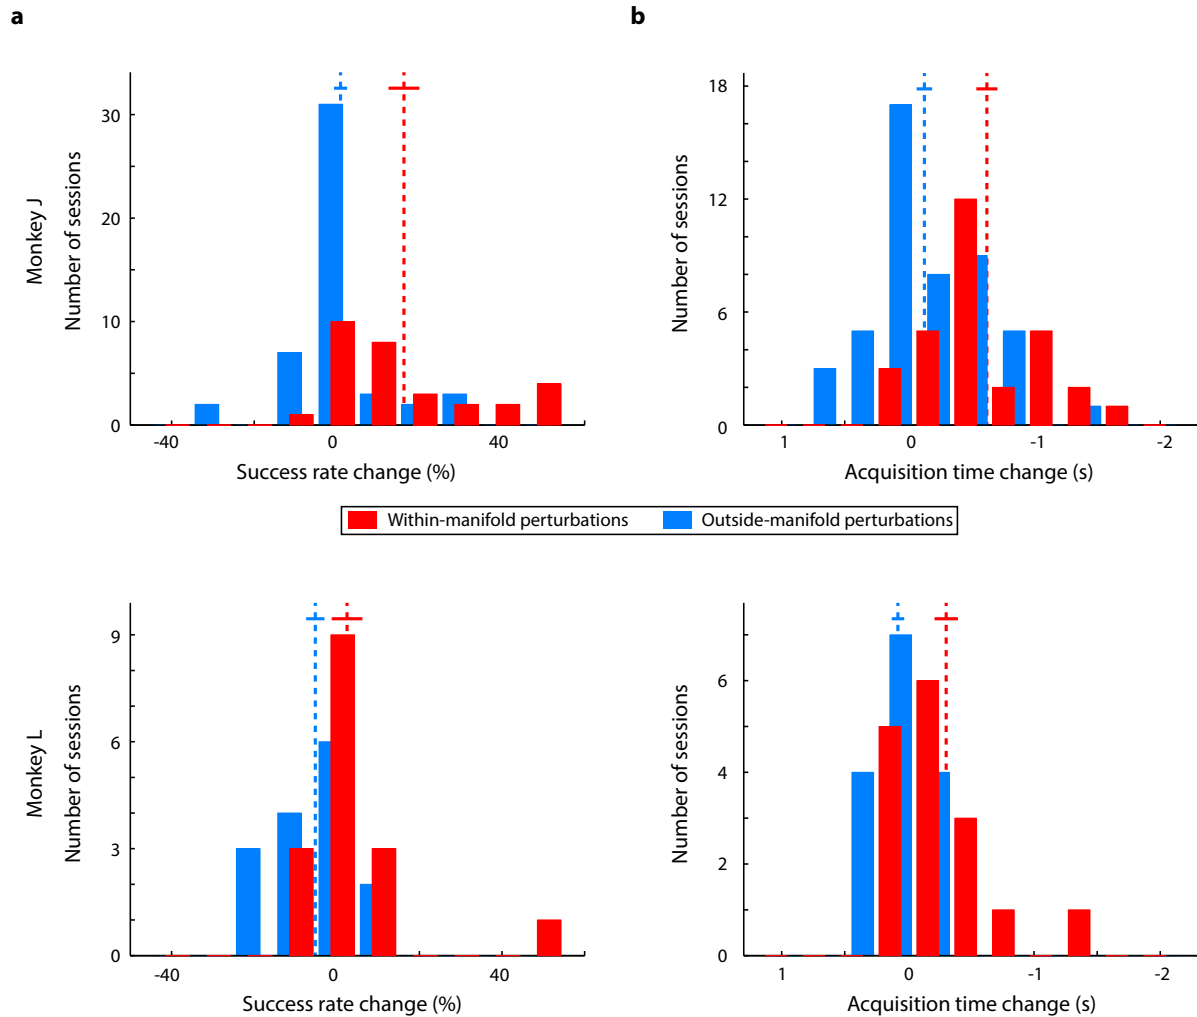 a
b
Monkey J
Number of sessions
30
20
10
0
-40
0
40
Success rate change (%)
Number of sessions
18
12
6
0
1
0
-1
-2
Acquisition time change (s)
Within-manifold perturbations
Outside-manifold perturbations
Monkey L
Number of sessions
9
6
3
0
-40
0
40
Success rate change (%)
Number of sessions
6
4
2
0
1
0
-1
-2
Acquisition time change (s)